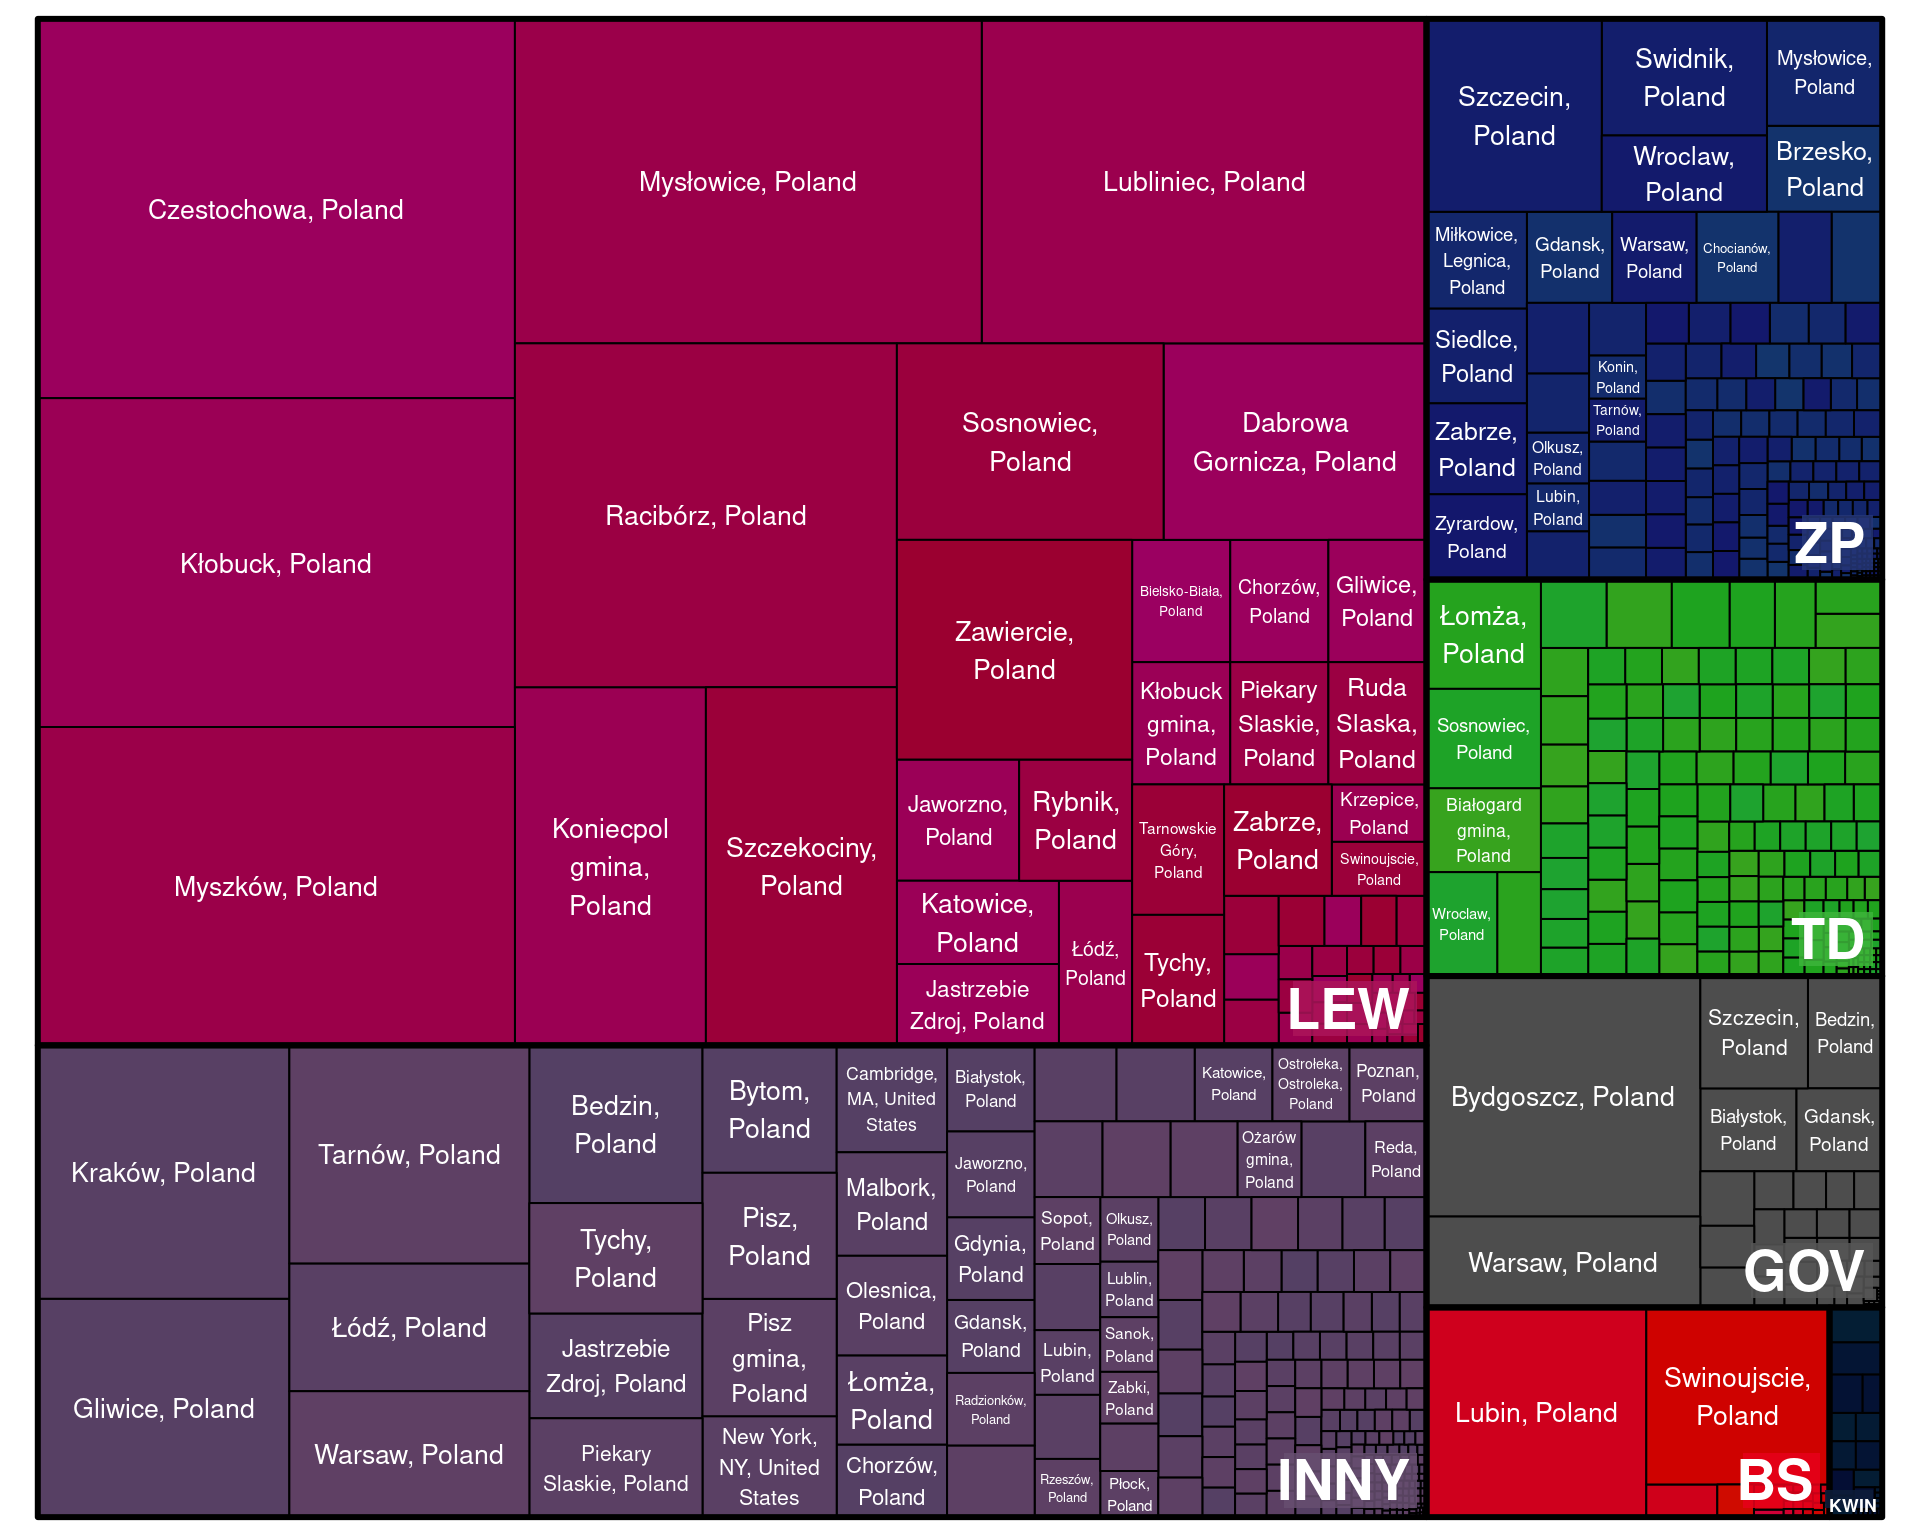 Czestochowa, Poland
Kłobuck, Poland
Myszków, Poland
Mysłowice, Poland
Lubliniec, Poland
Racibórz, Poland
Koniecpol
gmina,
Poland
Szczekociny,
Poland
Sosnowiec,
Poland
Dabrowa
Gornicza, Poland
Zawiercie,
Poland
Jaworzno,
Poland
Rybnik,
Poland
Katowice,
Poland
Jastrzebie
Zdroj, Poland
Łódź,
Poland
Bielsko-Biała,
Poland
Chorzów,
Poland
Gliwice,
Poland
Kłobuck
gmina,
Poland
Piekary
Slaskie,
Poland
Ruda
Slaska,
Poland
Tarnowskie
Góry,
Poland
Tychy,
Poland
Zabrze,
Poland
Krzepice,
Poland
Swinoujscie,
Poland
LEW
Kraków, Poland
Gliwice, Poland
Tarnów, Poland
Łódź, Poland
Warsaw, Poland
Bedzin,
Poland
Tychy,
Poland
Jastrzebie
Zdroj, Poland
Piekary
Slaskie, Poland
Bytom,
Poland
Pisz,
Poland
Pisz
gmina,
Poland
New York,
NY, United
States
Cambridge,
MA, United
States
Malbork,
Poland
Olesnica,
Poland
Łomża,
Poland
Chorzów,
Poland
Białystok,
Poland
Jaworzno,
Poland
Gdynia,
Poland
Gdansk,
Poland
Radzionków,
Poland
Katowice,
Poland
Ostrołeka,
Ostroleka,
Poland
Poznan,
Poland
Ożarów
gmina,
Poland
Reda,
Poland
Sopot,
Poland
Olkusz,
Poland
Lublin,
Poland
Sanok,
Poland
Lubin,
Poland
Zabki,
Poland
Rzeszów,
Poland
Płock,
Poland
INNY
Szczecin,
Poland
Swidnik,
Poland
Wroclaw,
Poland
Mysłowice,
Poland
Brzesko,
Poland
Miłkowice,
Legnica,
Poland
Gdansk,
Poland
Warsaw,
Poland
Chocianów,
Poland
Siedlce,
Poland
Zabrze,
Poland
Zyrardow,
Poland
Konin,
Poland
Tarnów,
Poland
Olkusz,
Poland
Lubin,
Poland
ZP
Łomża,
Poland
Sosnowiec,
Poland
Białogard
gmina,
Poland
Wroclaw,
Poland
TD
Bydgoszcz, Poland
Warsaw, Poland
Szczecin,
Poland
Bedzin,
Poland
Białystok,
Poland
Gdansk,
Poland
GOV
Lubin, Poland
Swinoujscie,
Poland
BS
KWIN